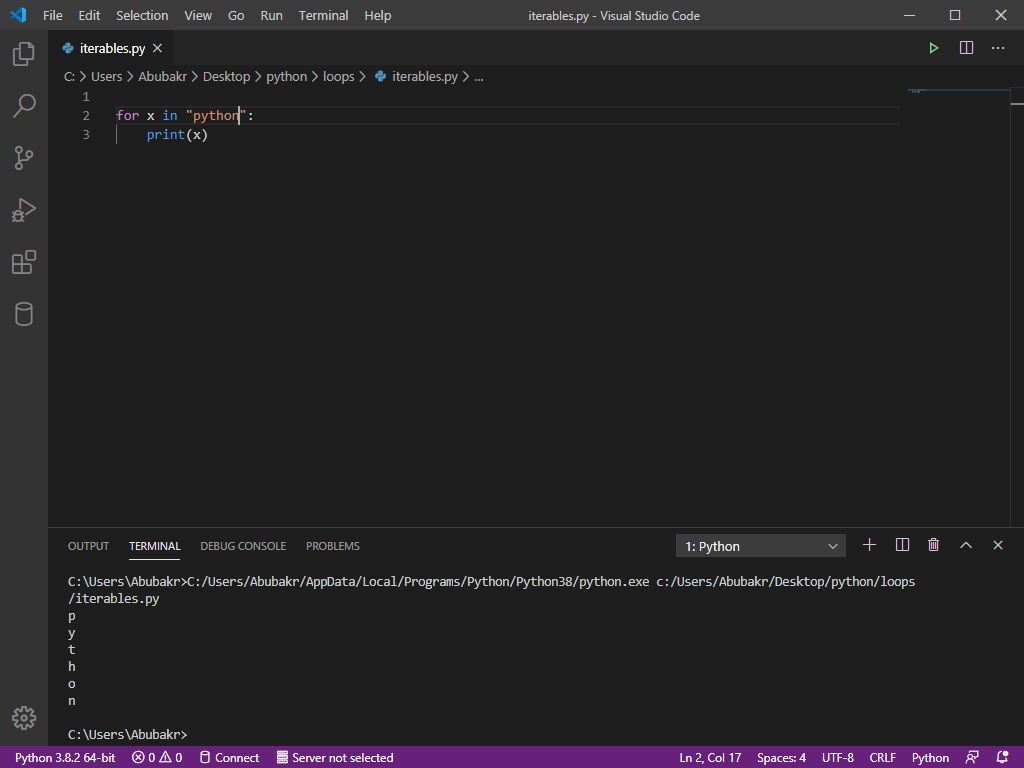 File Edit Selection View Go Run Terminal Help iterables.py - Visual Studio Code
iterables.py
C: > Users > Abubakr > Desktop > python > loops > iterables.py > ...
1
2 for x in "python":
3 print(x)
OUTPUT TERMINAL DEBUG CONSOLE PROBLEMS 1: Python
C:\Users\Abubakr>C:/Users/Abubakr/AppData/Local/Programs/Python/Python38/python.exe c:/Users/Abubakr/Desktop/python/loops
/iterables.py
p
y
t
h
o
n
C:\Users\Abubakr>
Python 3.8.2 64-bit 0 0 Connect Server not selected Ln 2, Col 17 Spaces: 4 UTF-8 CRLF Python